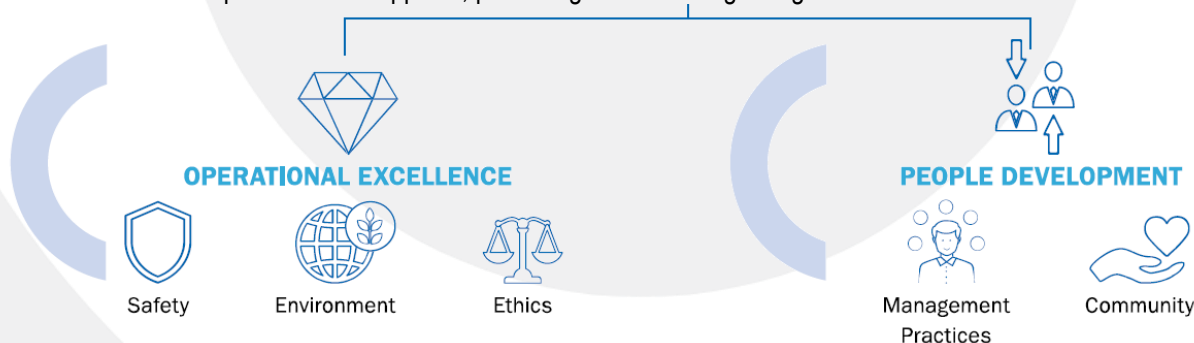 OPERATIONAL EXCELLENCE
PEOPLE DEVELOPMENT
Safety
Environment
Ethics
Management
Practices
Community